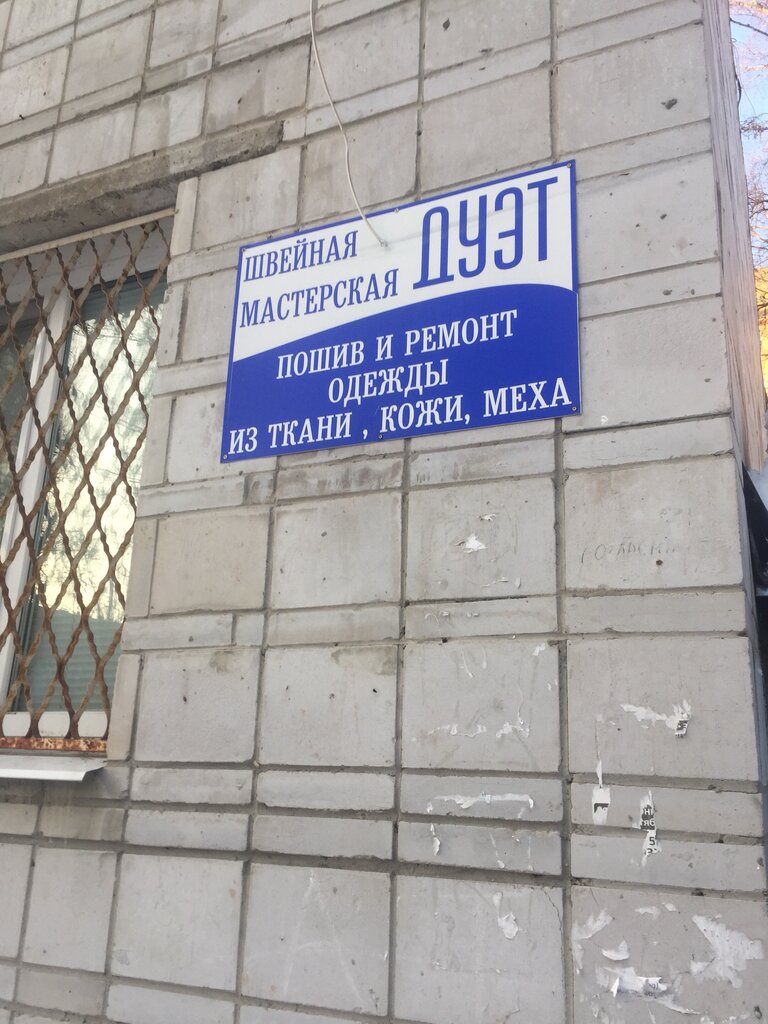 ШВЕЙНАЯ
МАСТЕРСКАЯ
ДУЭТ
ПОШИВ И РЕМОНТ
ОДЕЖДЫ
ИЗ ТКАНИ , КОЖИ, МЕХА